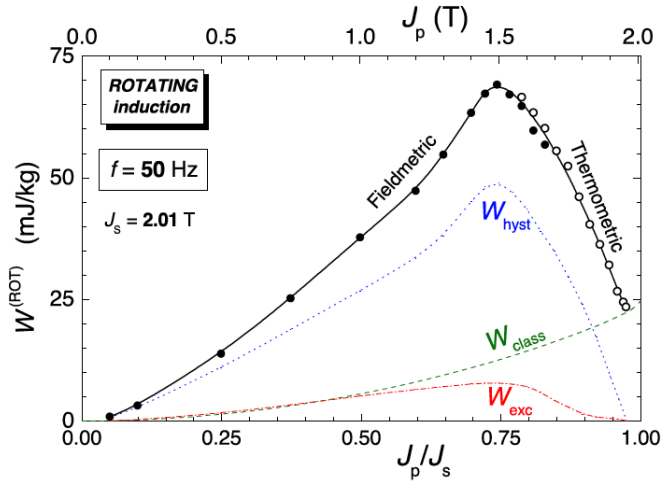 J_p (T)
0.0 0.5 1.0 1.5 2.0
75
50
25
0
W^(ROT) (mJ/kg)
ROTATING
induction
f = 50 Hz
J_s = 2.01 T
Fieldmetric
Thermometric
W_hyst
W_class
W_exc
0.00 0.25 0.50 0.75 1.00
J_p/J_s